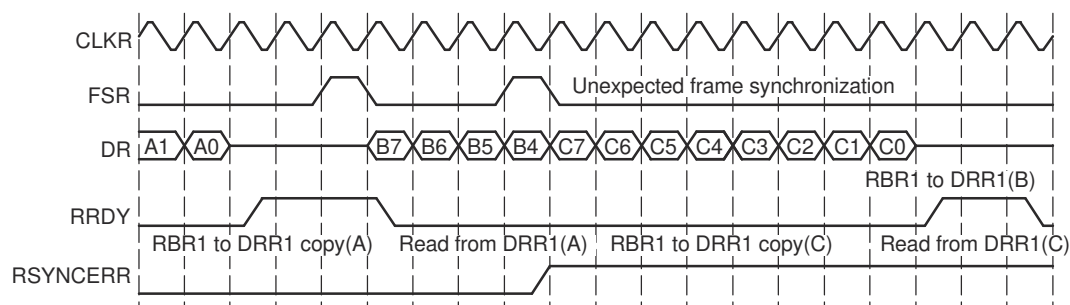 CLKR
FSR Unexpected frame synchronization
DR A1 A0 B7 B6 B5 B4 C7 C6 C5 C4 C3 C2 C1 C0
RBR1 to DRR1(B)
RRDY
RBR1 to DRR1 copy(A) Read from DRR1(A) RBR1 to DRR1 copy(C) Read from DRR1(C)
RSYNCERR